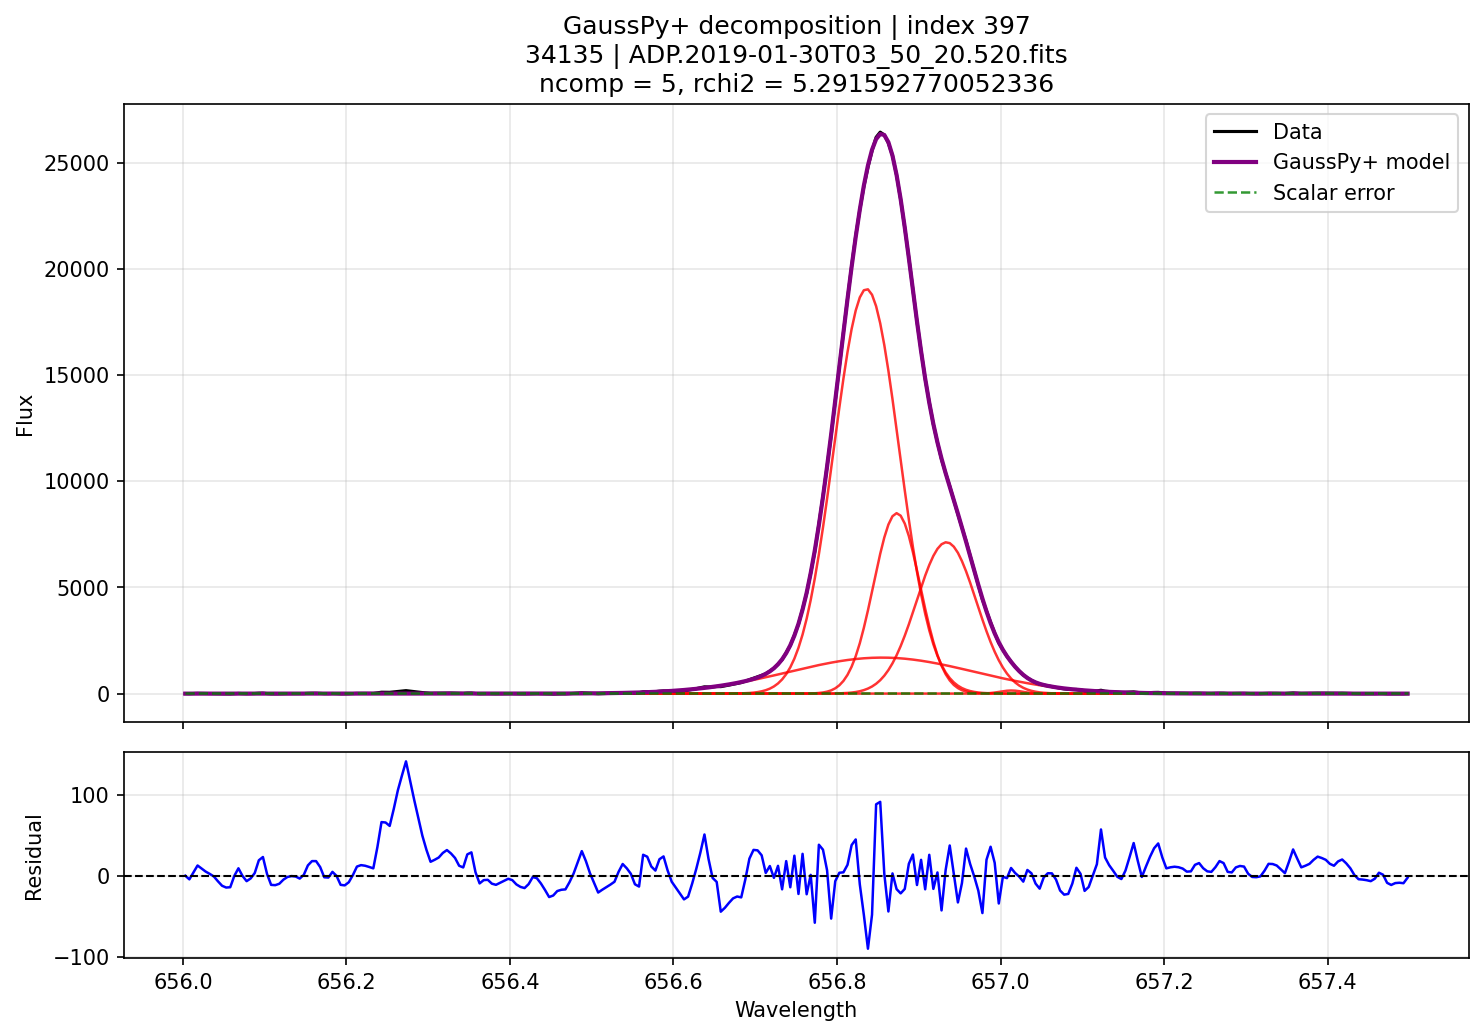 GaussPy+ decomposition | index 397
34135 | ADP.2019-01-30T03_50_20.520.fits
ncomp = 5, rchi2 = 5.291592770052336
Data
GaussPy+ model
Scalar error
25000
20000
15000
10000
5000
0
Flux
100
0
−100
Residual
656.0
656.2
656.4
656.6
656.8
657.0
657.2
657.4
Wavelength